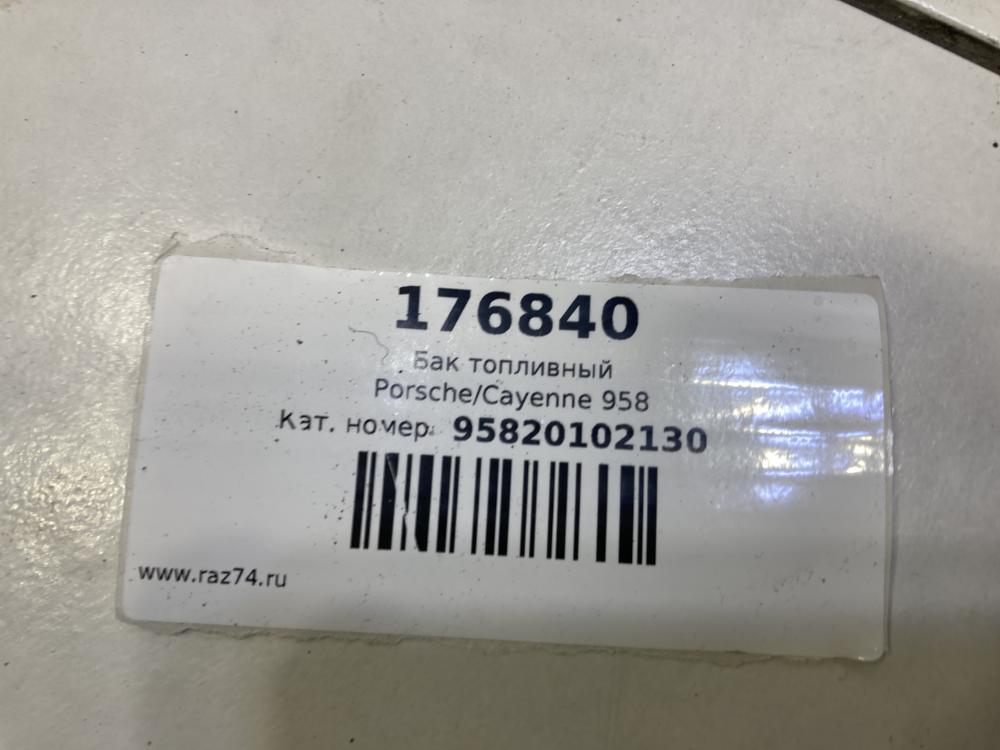 176840
Бак топливный
Porsche/Cayenne 958
Кат. номер: 95820102130
www.raz74.ru